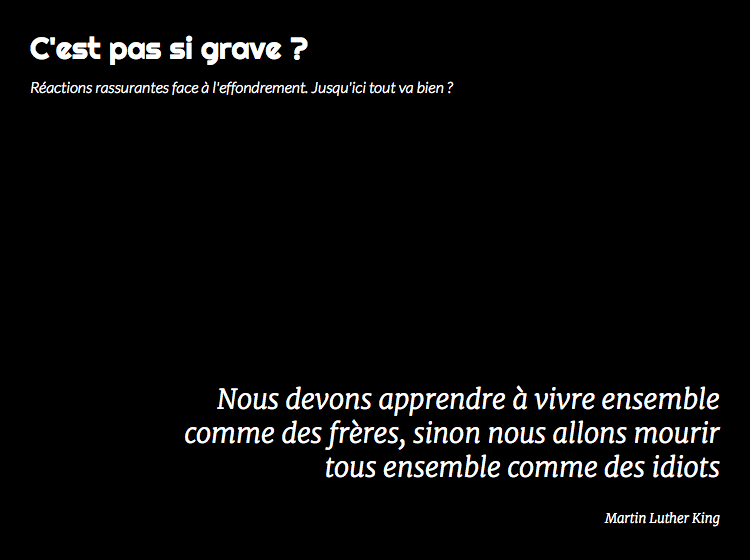 C'est pas si grave ?
Réactions rassurantes face à l'effondrement. Jusqu'ici tout va bien ?
Nous devons apprendre à vivre ensemble
comme des frères, sinon nous allons mourir
tous ensemble comme des idiots
Martin Luther King